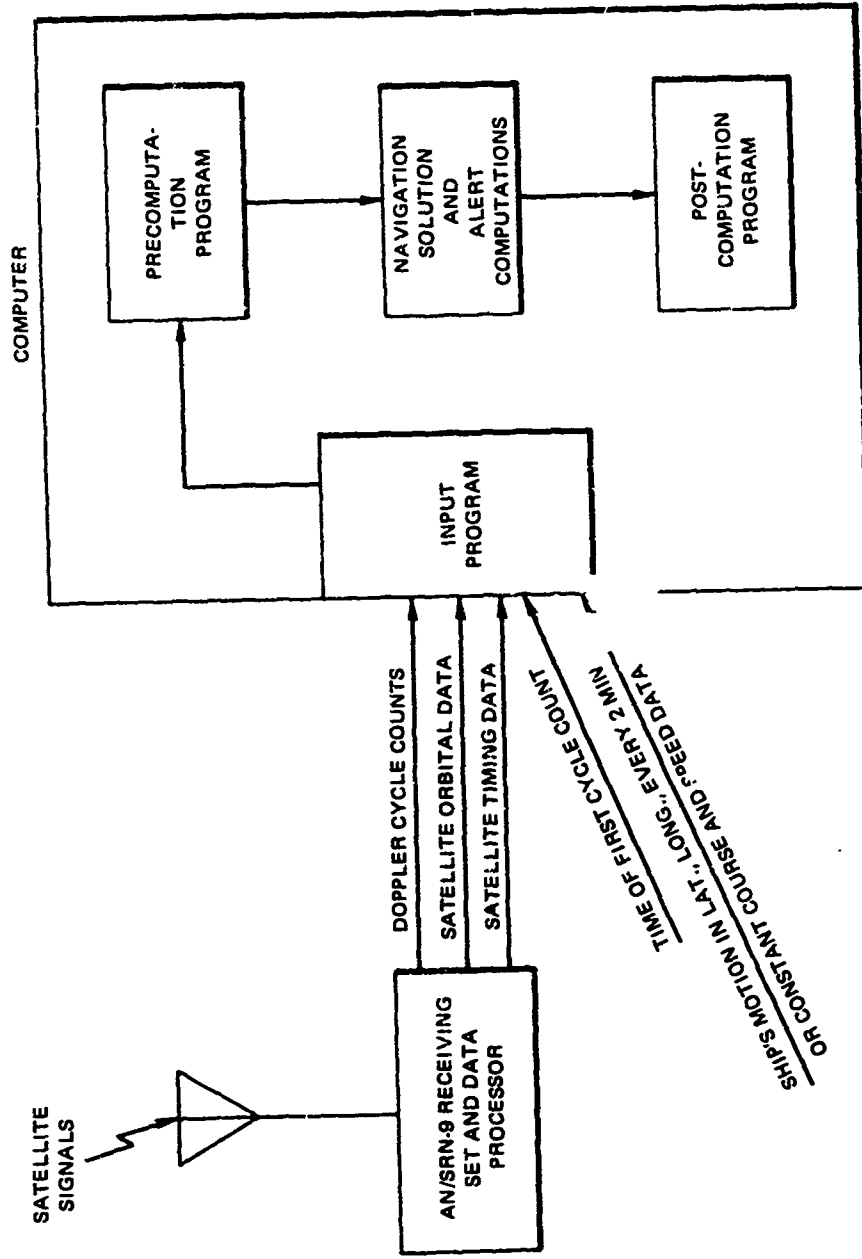 SATELLITE
SIGNALS
AN/SRN-9 RECEIVING
SET AND DATA
PROCESSOR
DOPPLER CYCLE COUNTS
SATELLITE ORBITAL DATA
SATELLITE TIMING DATA
TIME OF FIRST CYCLE COUNT
SHIP'S MOTION IN LAT., LONG., EVERY 2 MIN
OR CONSTANT COURSE AND SPEED DATA
COMPUTER
INPUT
PROGRAM
PRECOMPUTA-
TION
PROGRAM
NAVIGATION
SOLUTION
AND
ALERT
COMPUTATIONS
POST-
COMPUTATION
PROGRAM